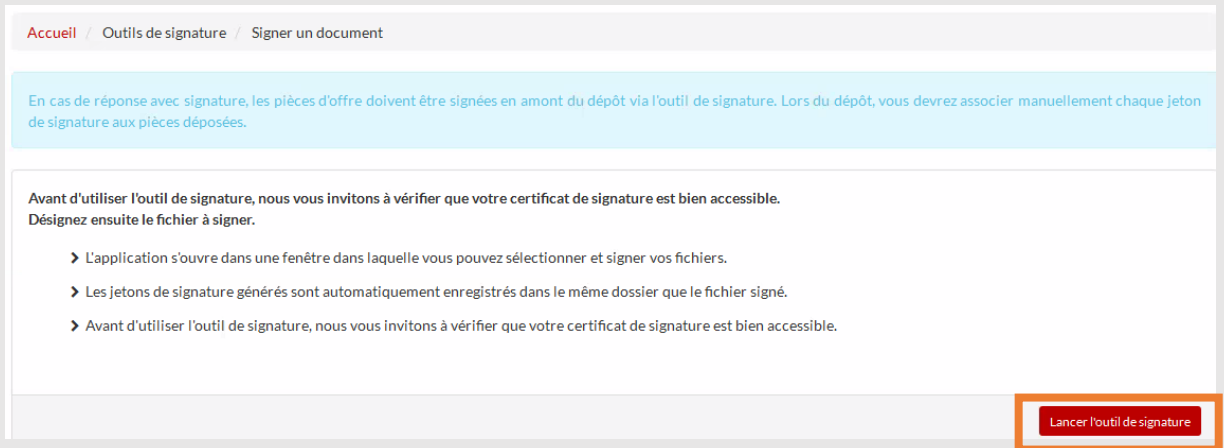 Accueil / Outils de signature / Signer un document
En cas de réponse avec signature, les pièces d'offre doivent être signées en amont du dépôt via l'outil de signature. Lors du dépôt, vous devrez associer manuellement chaque jeton
de signature aux pièces déposées.
Avant d'utiliser l'outil de signature, nous vous invitons à vérifier que votre certificat de signature est bien accessible.
Désignez ensuite le fichier à signer.
L'application s'ouvre dans une fenêtre dans laquelle vous pouvez sélectionner et signer vos fichiers.
Les jetons de signature générés sont automatiquement enregistrés dans le même dossier que le fichier signé.
Avant d'utiliser l'outil de signature, nous vous invitons à vérifier que votre certificat de signature est bien accessible.
Lancer l'outil de signature